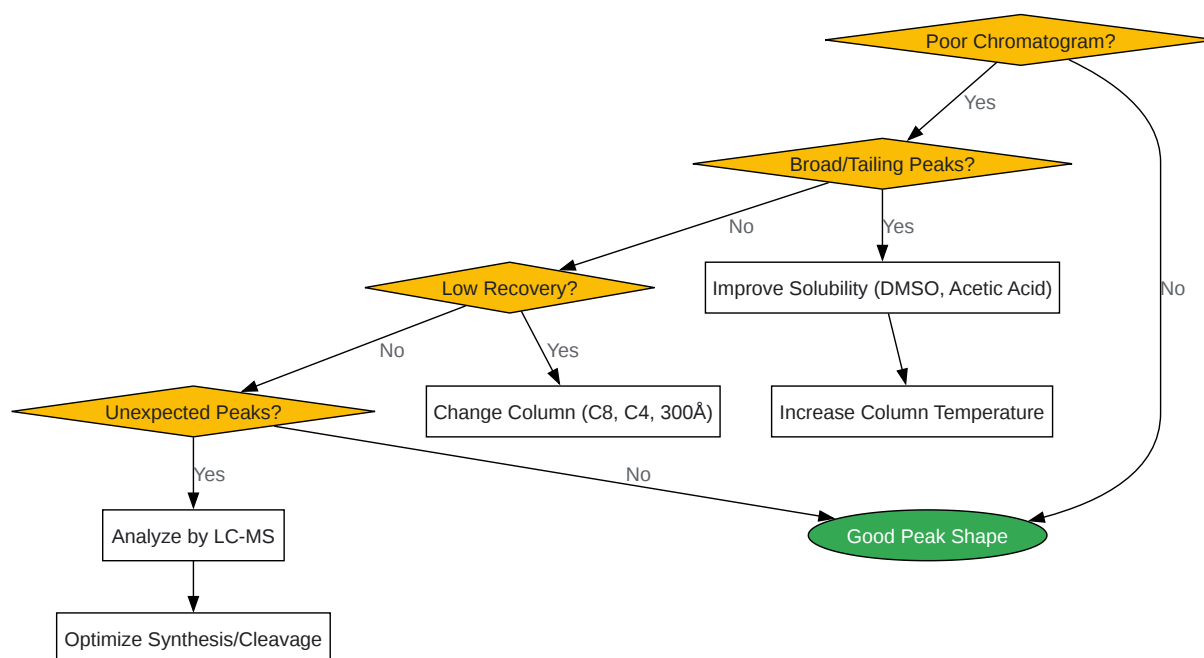 Poor Chromatogram?
Yes
Broad/Tailing Peaks?
No
Yes
Low Recovery?
Improve Solubility (DMSO, Acetic Acid)
No
No
Yes
Unexpected Peaks?
Change Column (C8, C4, 300Å)
Increase Column Temperature
Yes
No
Analyze by LC-MS
Good Peak Shape
Optimize Synthesis/Cleavage